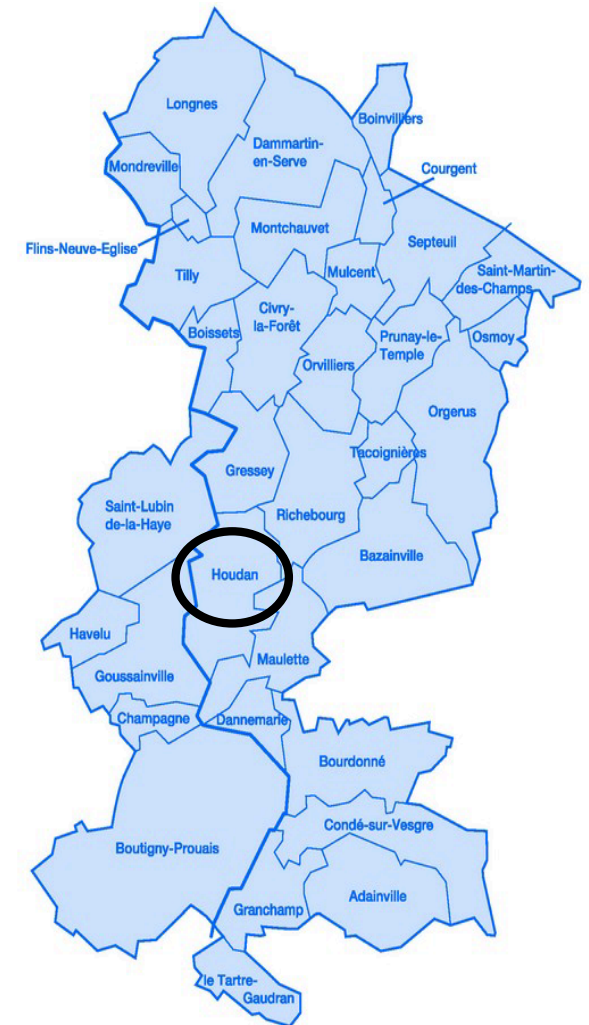 Longnes
Boinvilliers
Dammartin-
en-Serve
Mondreville
Courgent
Montchauvet
Septeuil
Flins-Neuve-Eglise
Tilly
Mulcent
Saint-Martin-
des-Champs
Civry-
la-Forêt
Boissets
Prunay-le-
Temple
Osmoy
Orvilliers
Orgerus
Tacoignières
Gressey
Saint-Lubin
de-la-Haye
Richebourg
Bazainville
Houdan
Havelu
Maulette
Goussainville
Champagne
Dannemarie
Bourdonné
Condé-sur-Vesgre
Boutigny-Prouais
Adainville
Granchamp
le Tartre-
Gaudran